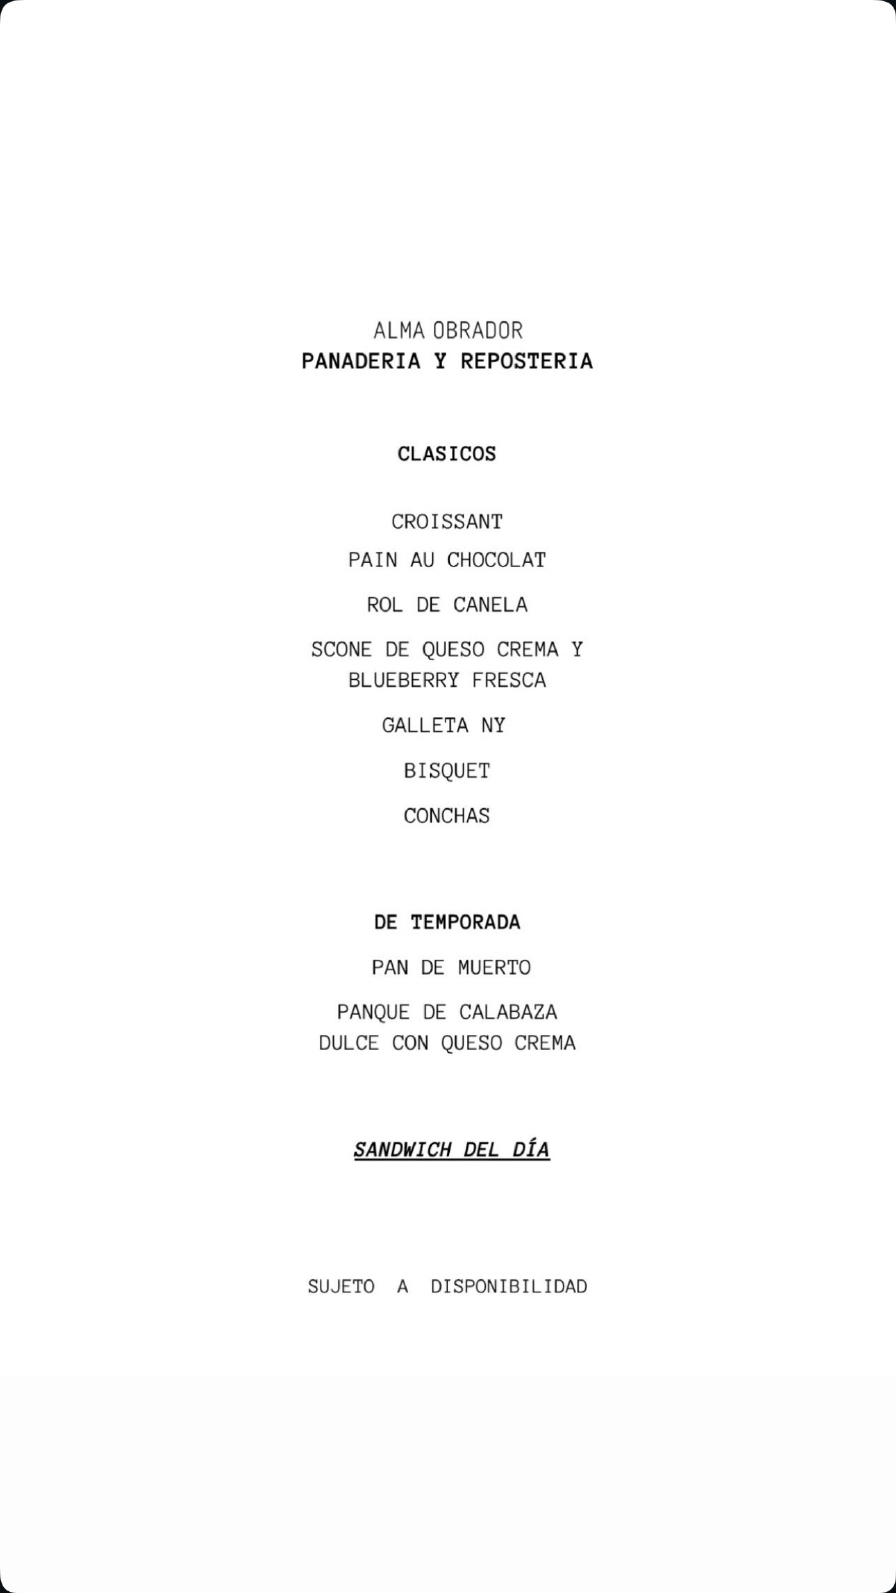 ALMA OBRADOR
PANADERIA Y REPOSTERIA
CLASICOS
CROISSANT
PAIN AU CHOCOLAT
ROL DE CANELA
SCONE DE QUESO CREMA Y
BLUEBERRY FRESCA
GALLETA NY
BISQUET
CONCHAS
DE TEMPORADA
PAN DE MUERTO
PANQUE DE CALABAZA
DULCE CON QUESO CREMA
SANDWICH DEL DÍA
SUJETO A DISPONIBILIDAD